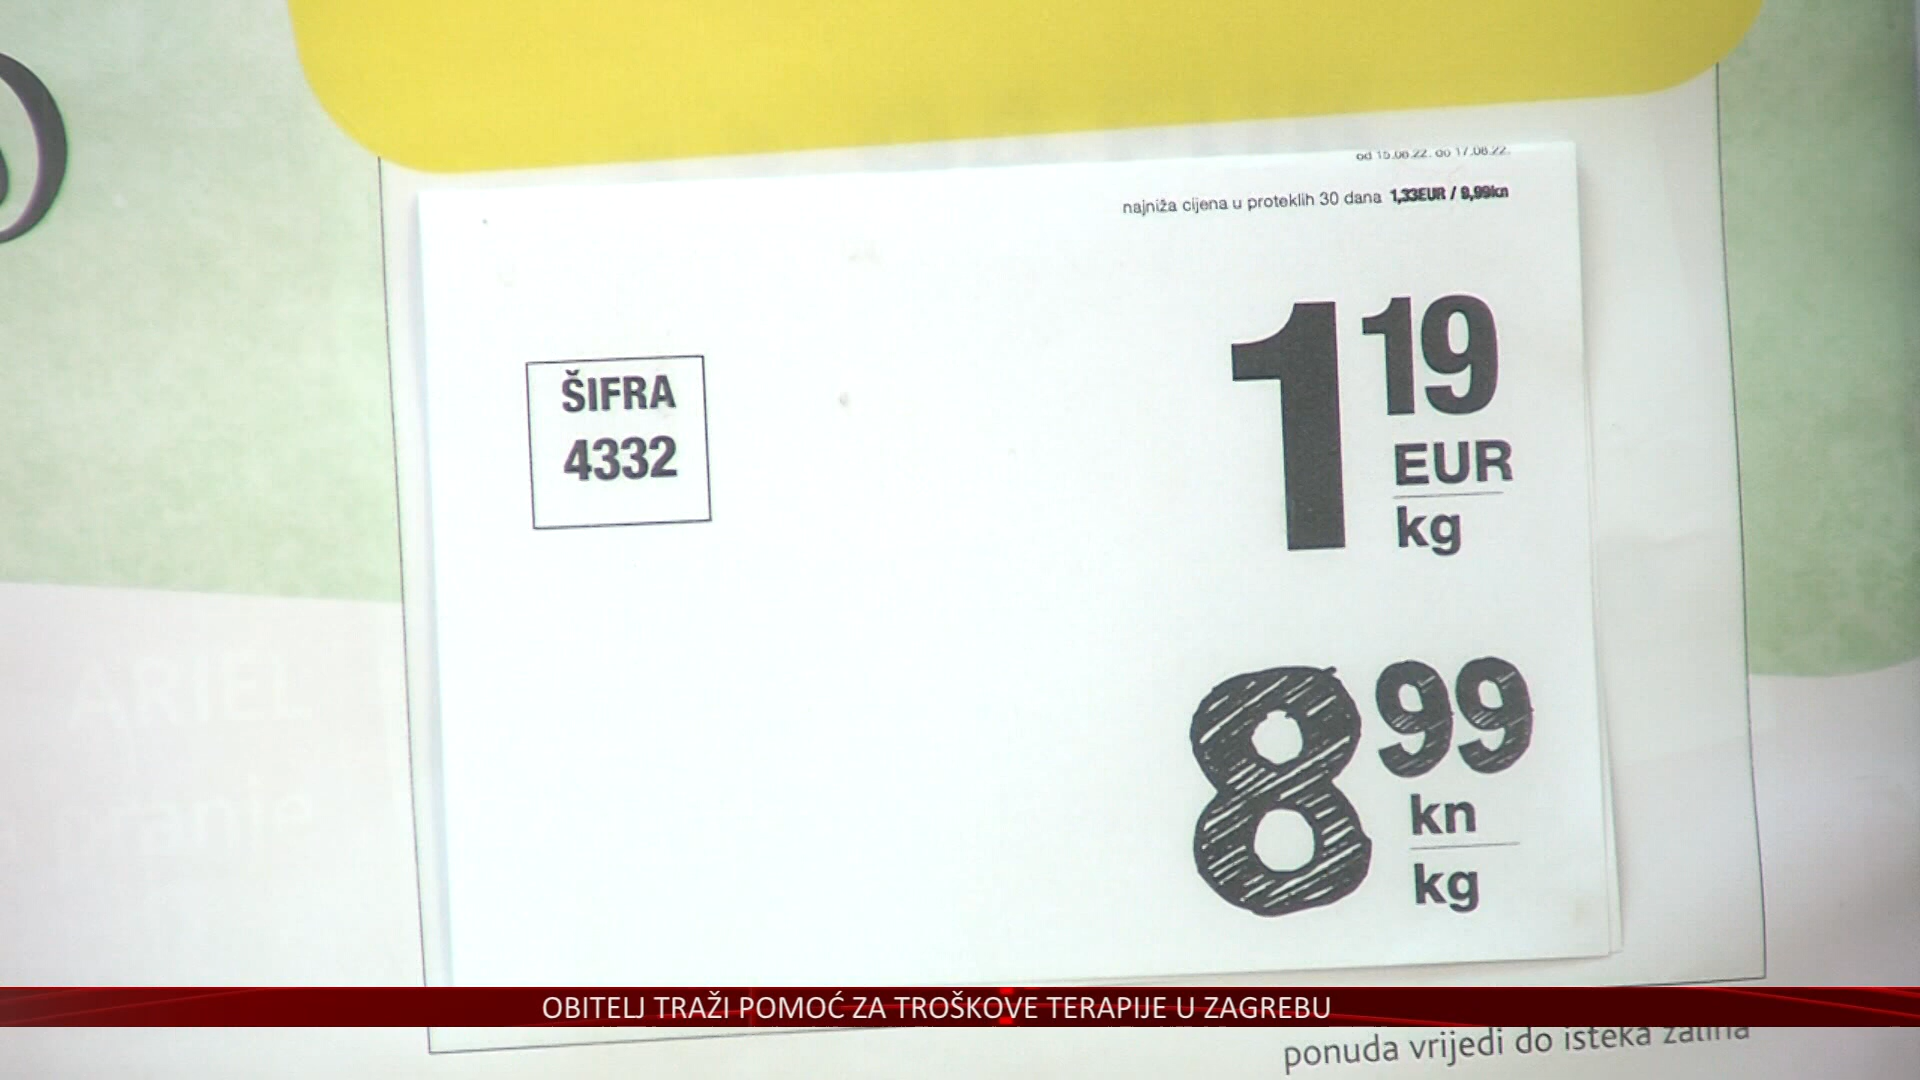 od 15.06.22. do 17.06.22.
najniža cijena u proteklih 30 dana 1,33EUR / 9,99kn
1 19
EUR
kg
ŠIFRA
4332
8 99
kn
kg
ARIEL
OBITELJ TRAŽI POMOĆ ZA TROŠKOVE TERAPIJE U ZAGREBU
ponuda vrijedi do isteka zaliha